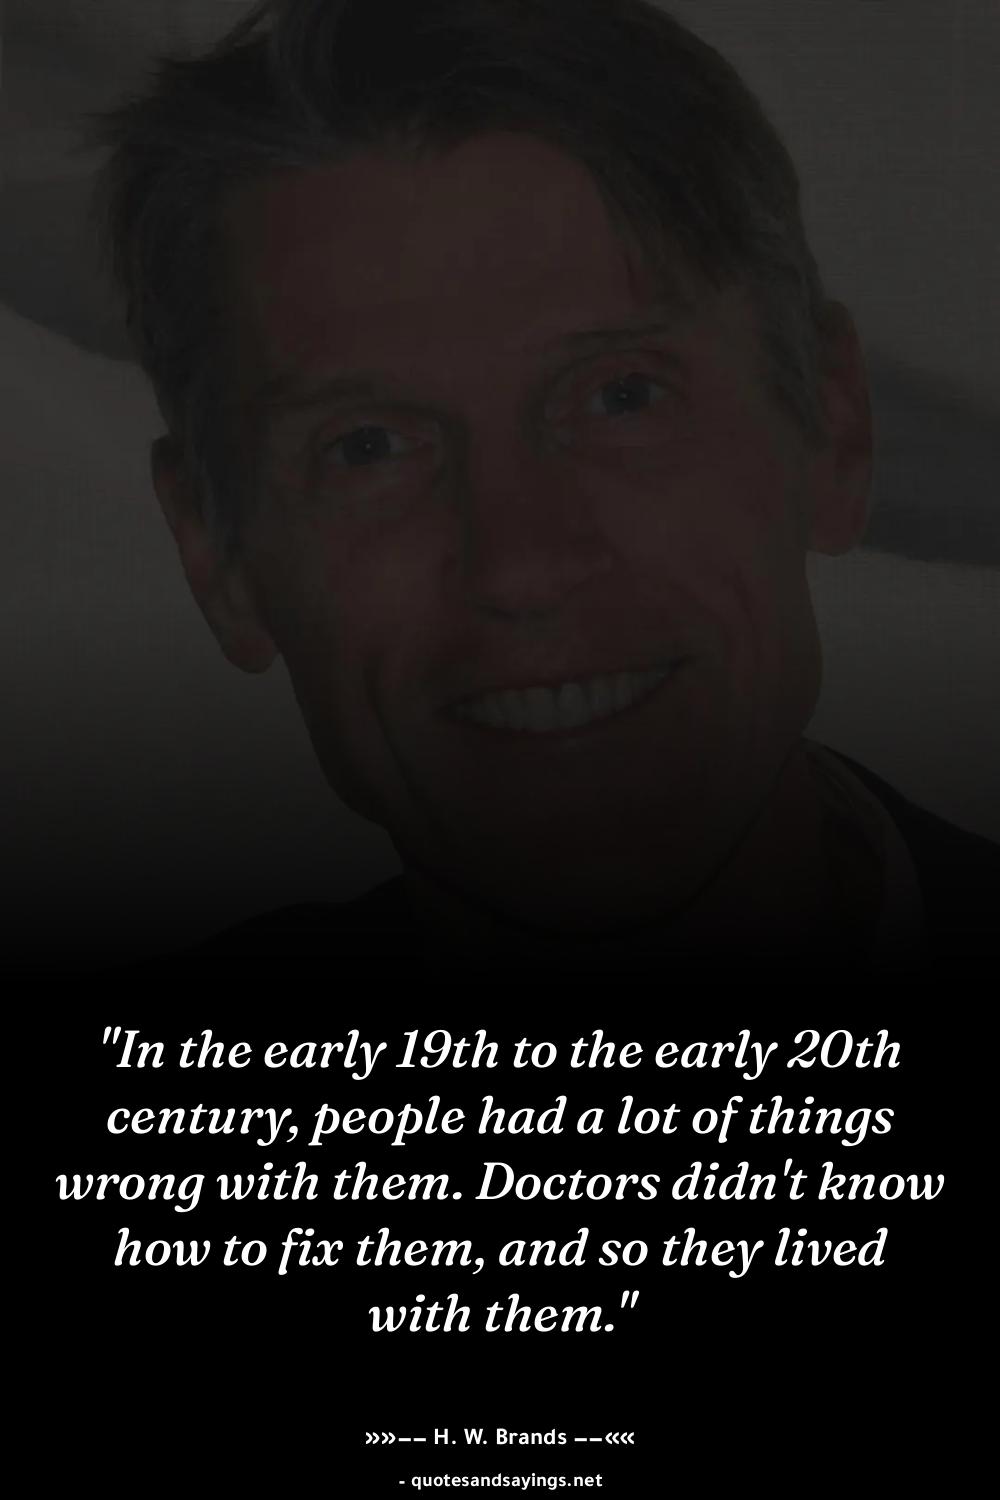 "In the early 19th to the early 20th
century, people had a lot of things
wrong with them. Doctors didn't know
how to fix them, and so they lived
with them."
»»−− H. W. Brands −−««
- quotesandsayings.net